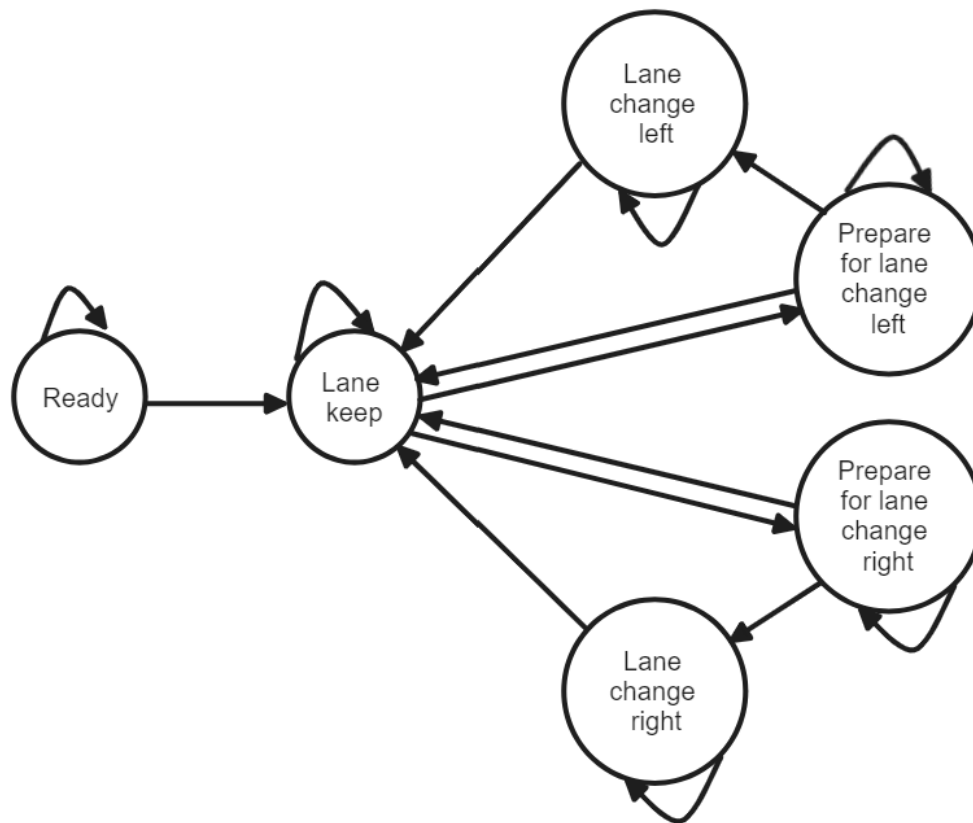 Lane
change
left
Prepare
for lane
change
left
Ready
Lane
keep
Prepare
for lane
change
right
Lane
change
right